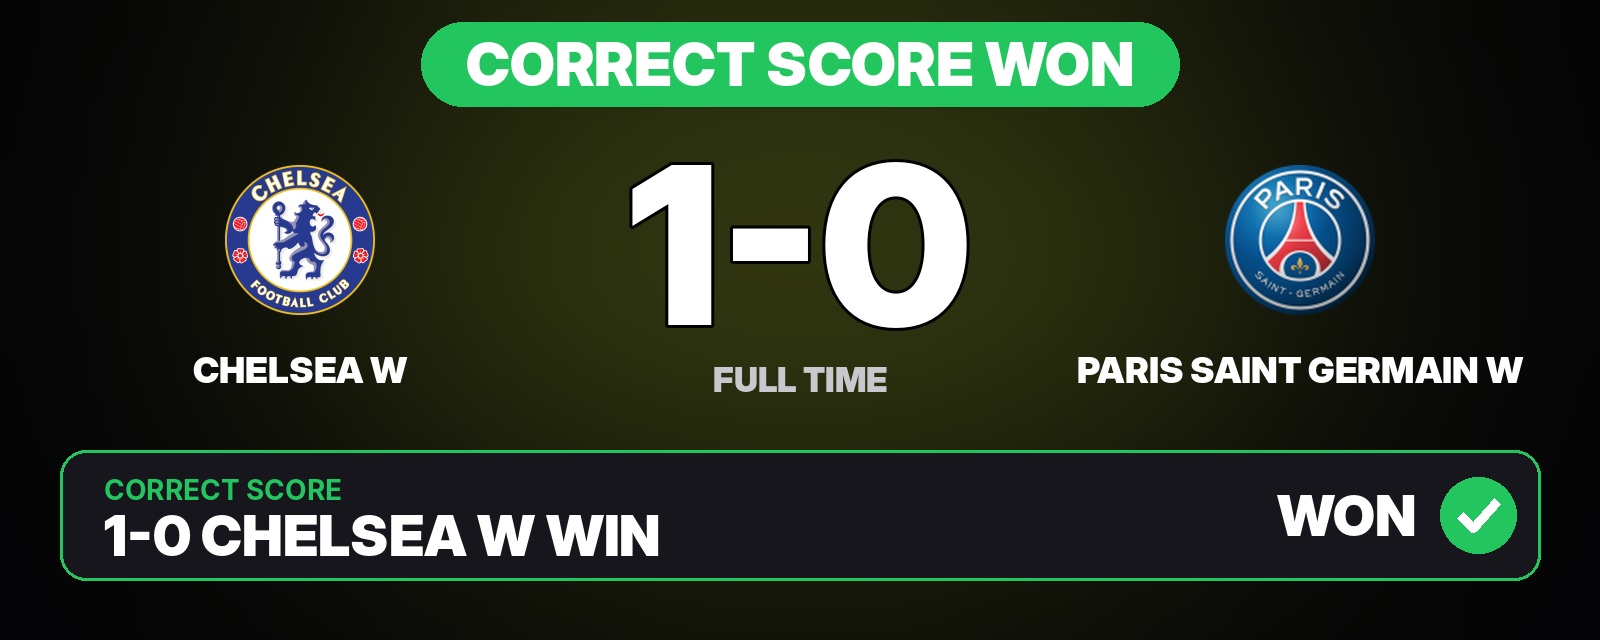 CORRECT SCORE WON
CHELSEA
FOOTBALL CLUB
1-0
PARIS
SAINT-GERMAIN
CHELSEA W
FULL TIME
PARIS SAINT GERMAIN W
CORRECT SCORE
1-0 CHELSEA W WIN
WON